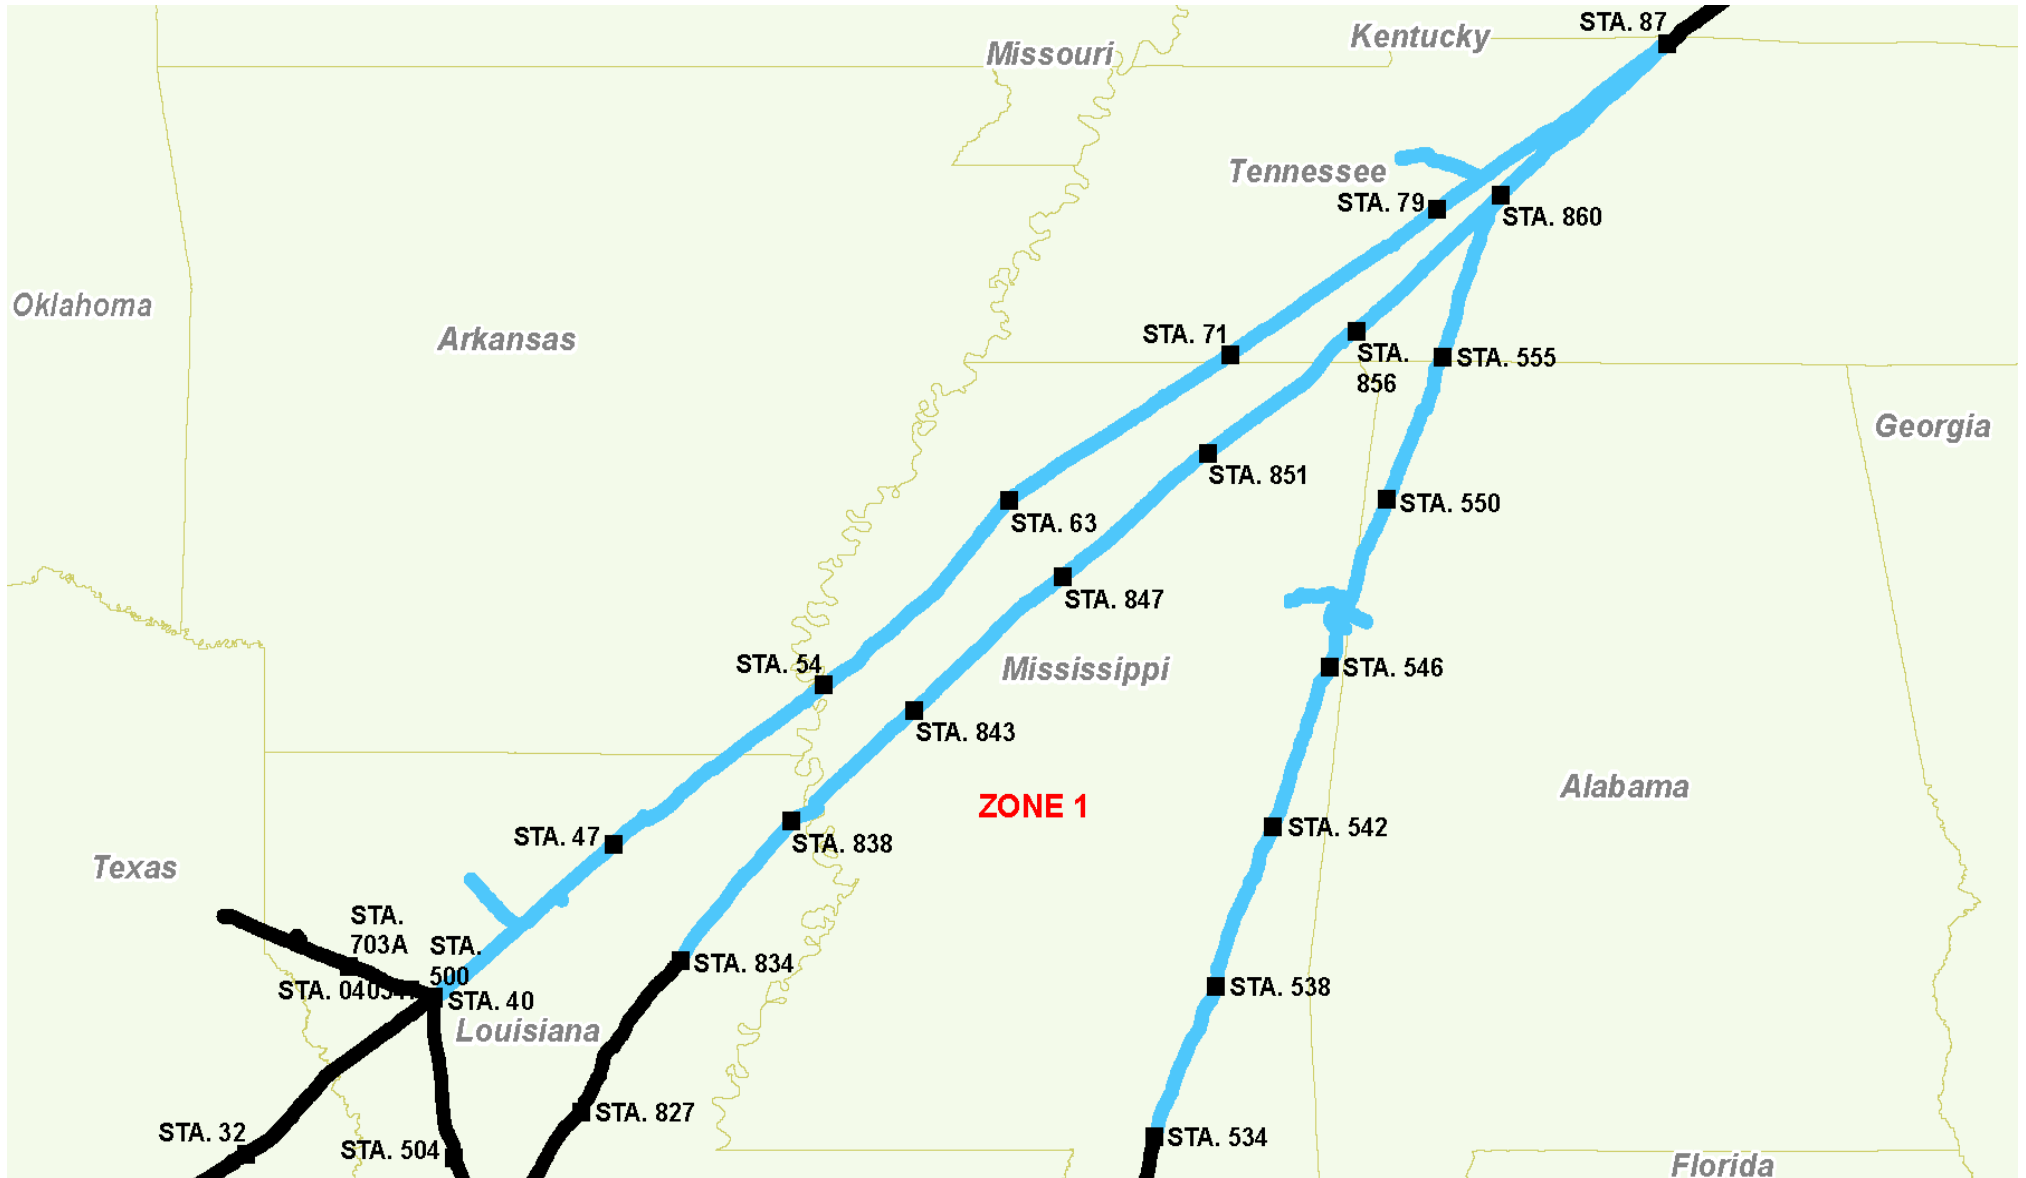 STA. 87
Kentucky
Missouri
Tennessee
STA. 79
STA. 860
Oklahoma
Arkansas
STA. 71
STA.
856
STA. 555
Georgia
STA. 851
STA. 550
STA. 63
STA. 847
STA. 54
Mississippi
STA. 546
STA. 843
Alabama
ZONE 1
STA. 47
STA. 838
STA. 542
Texas
STA.
703A
STA.
500
STA. 834
STA. 538
STA.
STA. 40
Louisiana
STA. 827
STA. 32
STA. 504
STA. 534
Florida